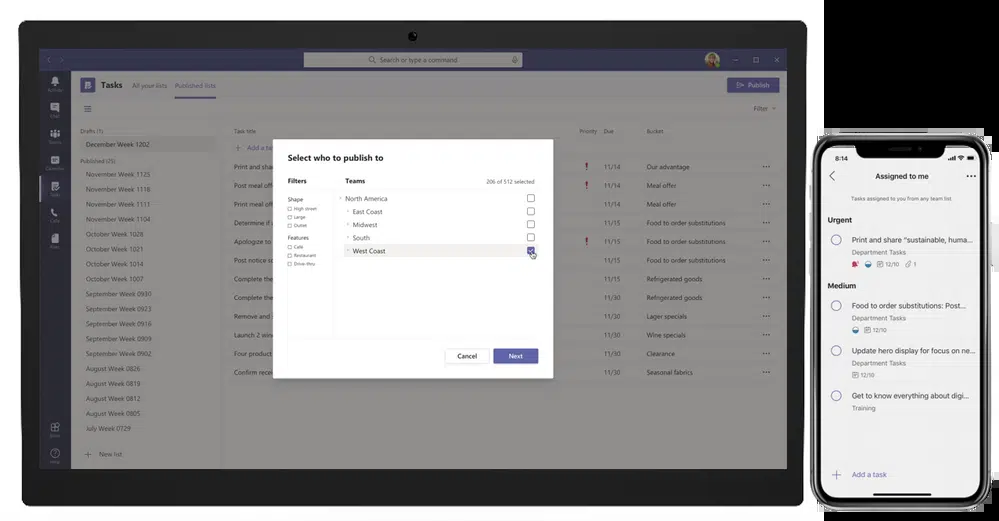 Search or type a command
Activity
Chat
Teams
Calendar
Tasks
Calls
Files
Help
Tasks
All your lists
Published lists
Publish
Filter
Drafts (1)
December Week 1202
Published (25)
November Week 1125
November Week 1118
November Week 1111
November Week 1104
October Week 1028
October Week 1021
October Week 1014
October Week 1007
September Week 0930
September Week 0923
September Week 0916
September Week 0909
September Week 0902
August Week 0826
August Week 0819
August Week 0812
August Week 0805
July Week 0729
+ New list
Task title Priority Due Bucket
+ Add a
Print and ! 11/14 Our advantage
Post meal ! 11/14 Meal offer
Print meal 11/14 Meal offer
Determine 11/15 Food to order substitutions
Apologize to ! 11/15 Food to order substitutions
Post notice 11/15 Food to order substitutions
Complete the 11/15 Refrigerated goods
Complete the 11/30 Refrigerated goods
Remove and 11/30 Lager specials
Launch 2 11/30 Wine specials
Four product 11/30 Clearance
Confirm 11/30 Seasonal fabrics
Select who to publish to
Filters
Shape
High street
Large
Outlet
Features
Café
Restaurant
Drive-thru
Teams 206 of 512 selected
North America
East Coast
Midwest
South
West Coast
Cancel
Next
8:14
Assigned to me
Tasks assigned to you from any team list
Urgent
Print and share “sustainable, huma...
Department Tasks
12/10 1
Medium
Food to order substitutions: Post...
Department Tasks
12/10
Update hero display for focus on ne...
Department Tasks
12/10
Get to know everything about digi...
Training
+ Add a task